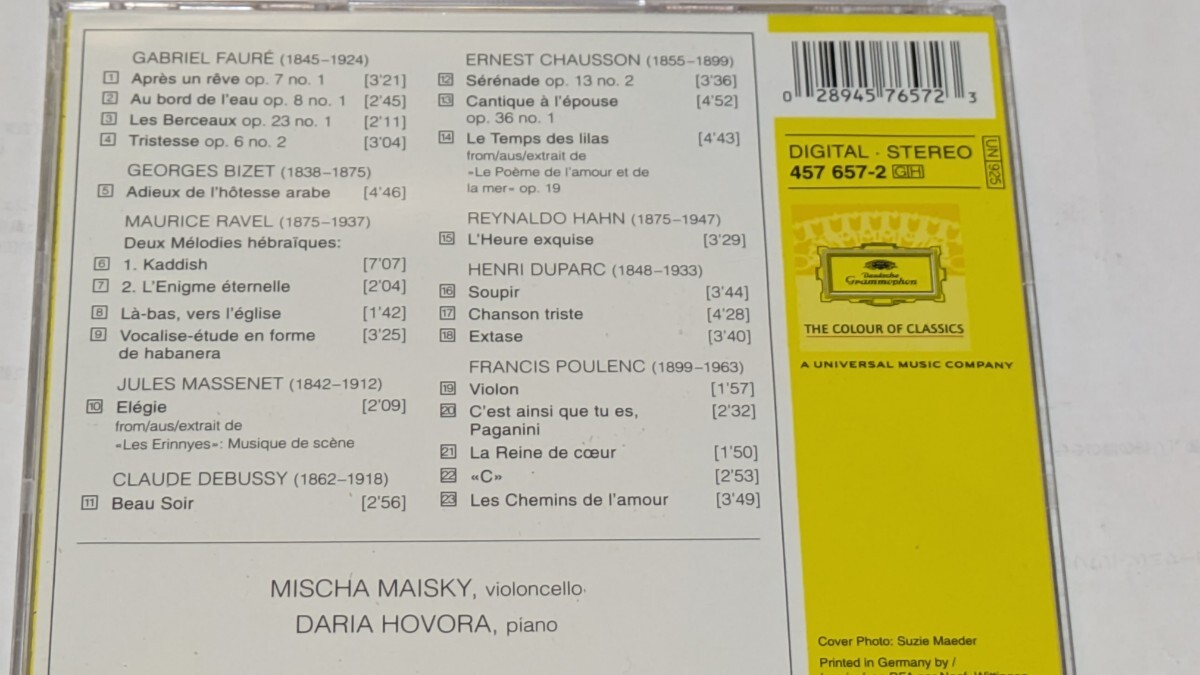 GABRIEL FAURÉ (1845–1924)
1 Après un rêve op. 7 no. 1 [3'21]
2 Au bord de l'eau op. 8 no. 1 [2'45]
3 Les Berceaux op. 23 no. 1 [2'11]
4 Tristesse op. 6 no. 2 [3'04]
GEORGES BIZET (1838–1875)
5 Adieux de l'hôtesse arabe [4'46]
MAURICE RAVEL (1875–1937)
Deux Mélodies hébraïques:
6 1. Kaddish [7'07]
7 2. L'Enigme éternelle [2'04]
8 Là-bas, vers l'église [1'42]
9 Vocalise-étude en forme [3'25]
de habanera
JULES MASSENET (1842–1912)
10 Elégie [2'09]
from/aus/extrait de
«Les Erinnyes»: Musique de scène
CLAUDE DEBUSSY (1862–1918)
11 Beau Soir [2'56]
ERNEST CHAUSSON (1855–1899)
12 Sérénade op. 13 no. 2 [3'36]
13 Cantique à l'épouse [4'52]
op. 36 no. 1
14 Le Temps des lilas [4'43]
from/aus/extrait de
»Le Poème de l'amour et de
la mer« op. 19
REYNALDO HAHN (1875–1947)
15 L'Heure exquise [3'29]
HENRI DUPARC (1848–1933)
16 Soupir [3'44]
17 Chanson triste [4'28]
18 Extase [3'40]
FRANCIS POULENC (1899–1963)
19 Violon [1'57]
20 C'est ainsi que tu es, [2'32]
Paganini
21 La Reine de cœur [1'50]
22 «C» [2'53]
23 Les Chemins de l'amour [3'49]
MISCHA MAISKY, violoncello
DARIA HOVORA, piano
0 28945 76572 3
DIGITAL · STEREO
457 657-2 GH
UN 925
Deutsche
Grammophon
THE COLOUR OF CLASSICS
A UNIVERSAL MUSIC COMPANY
Cover Photo: Suzie Maeder
Printed in Germany by /